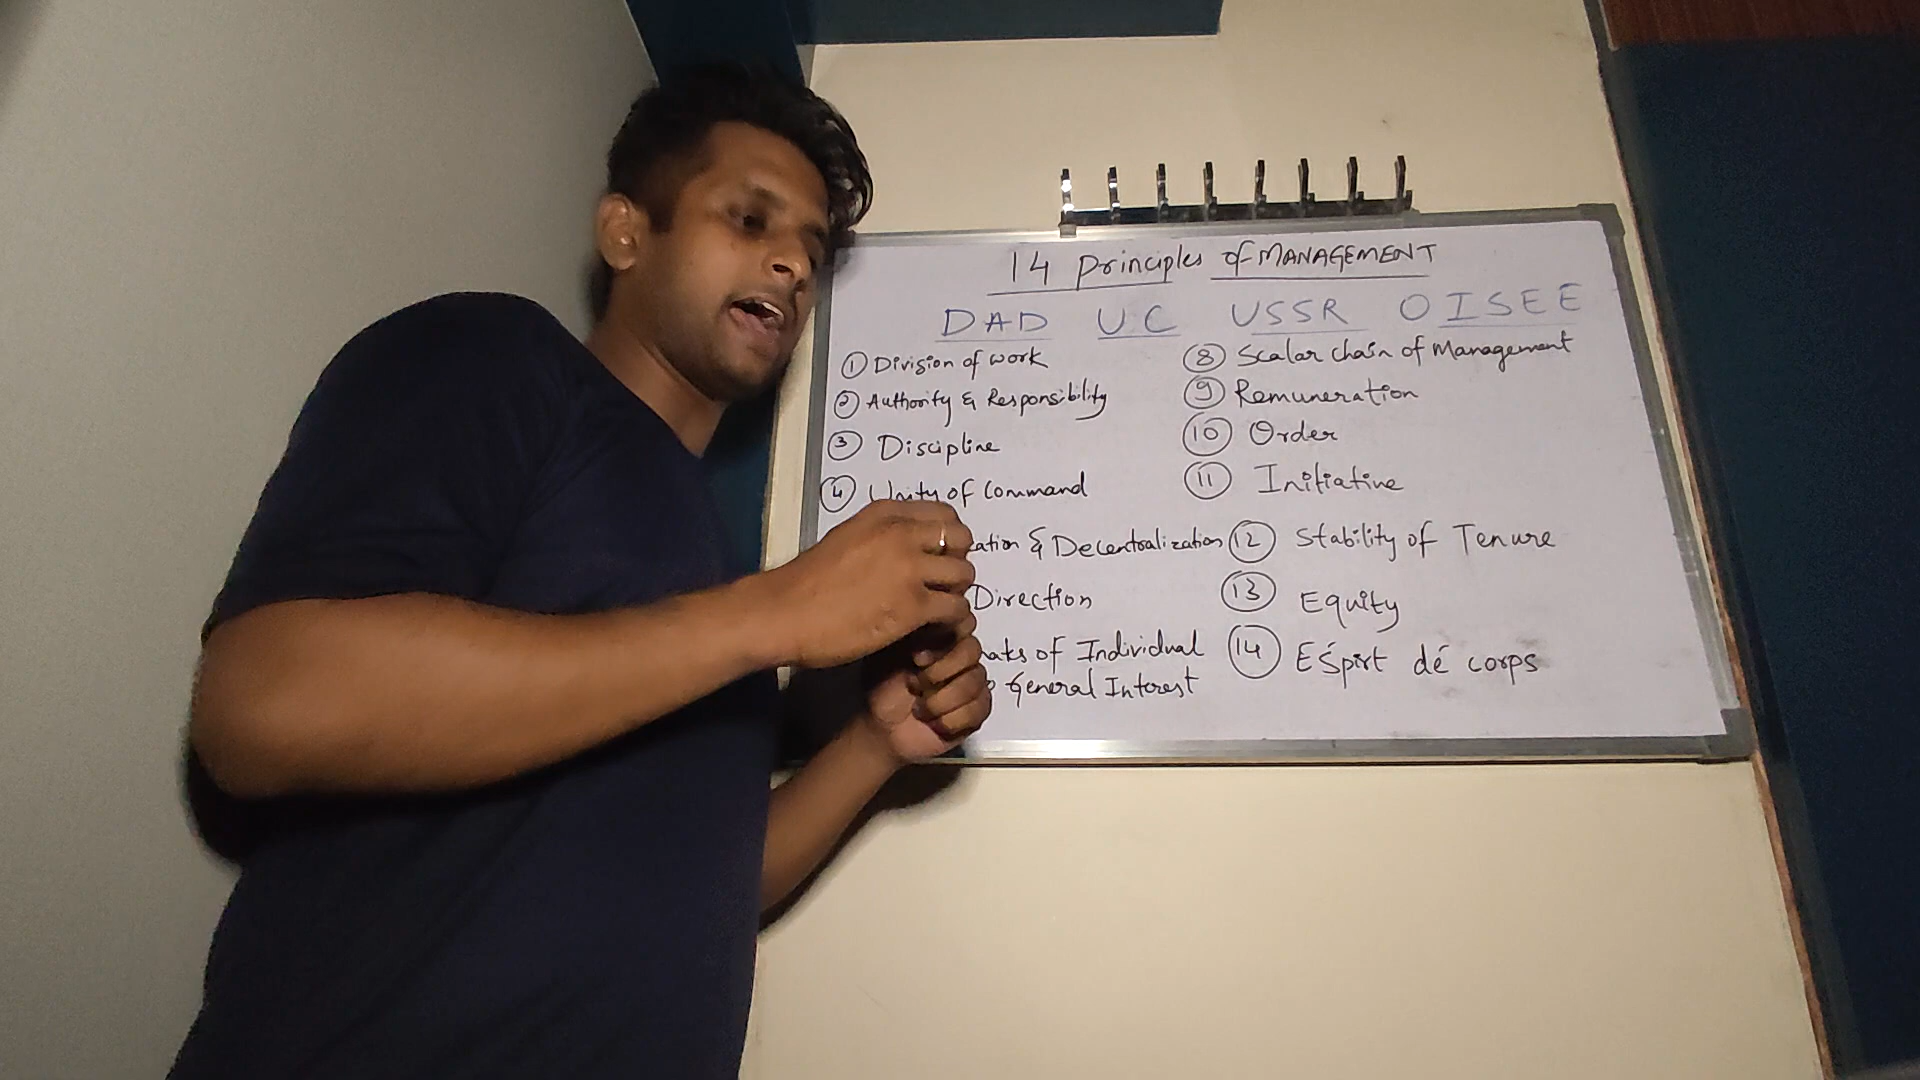 14 Principles of MANAGEMENT
DAD UC USSR OISEE
① Division of work
② Authority & Responsibility
③ Discipline
④ Unity of Command
& Decentralization
Direction
of Individual
General Interest
⑧ Scalar chain of Management
⑨ Remuneration
⑩ Order
⑪ Initiative
⑫ Stability of Tenure
⑬ Equity
⑭ Eśpirt dé corps